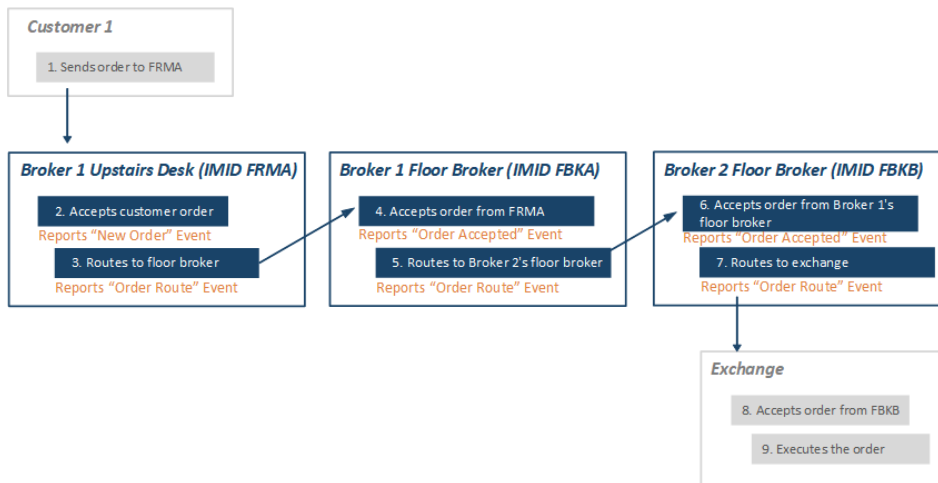 Customer 1
1. Sends order to FRMA
Broker 1 Upstairs Desk (IMID FRMA)
2. Accepts customer order
Reports “New Order” Event
3. Routes to floor broker
Reports “Order Route” Event
Broker 1 Floor Broker (IMID FBKA)
4. Accepts order from FRMA
Reports “Order Accepted” Event
5. Routes to Broker 2's floor broker
Reports “Order Route” Event
Broker 2 Floor Broker (IMID FBKB)
6. Accepts order from Broker 1's
floor broker
Reports “Order Accepted” Event
7. Routes to exchange
Reports “Order Route” Event
Exchange
8. Accepts order from FBKB
9. Executes the order